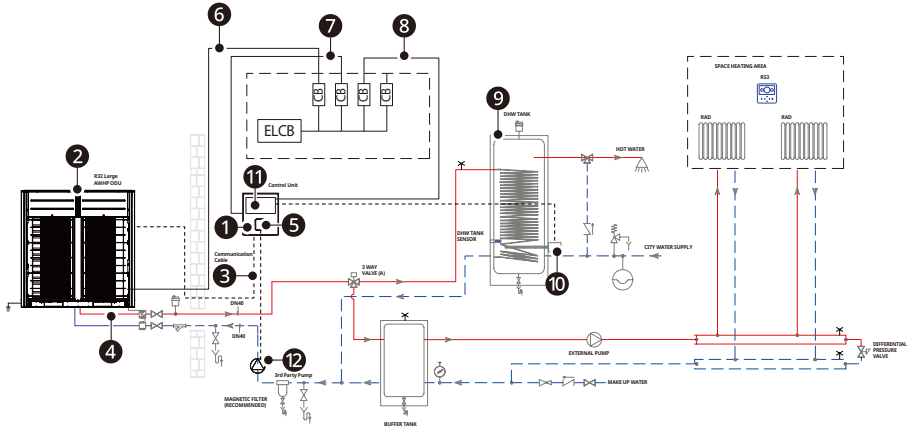 6
7
8
SPACE HEATING AREA
RS3
RAD
RAD
CB
CB
CB
CB
ELCB
9
DHW TANK
HOT WATER
2
R32 Large
AWHP ODU
11
Control Unit
1
5
DHW TANK
SENSOR
CITY WATER SUPPLY
Communication
Cable
3
3 WAY
VALVE (A)
10
DN40
4
DN40
EXTERNAL PUMP
DIFFERENTIAL
PRESSURE
VALVE
12
3rd Party Pump
MAKE UP WATER
MAGNETIC FILTER
(RECOMMENDED)
BUFFER TANK